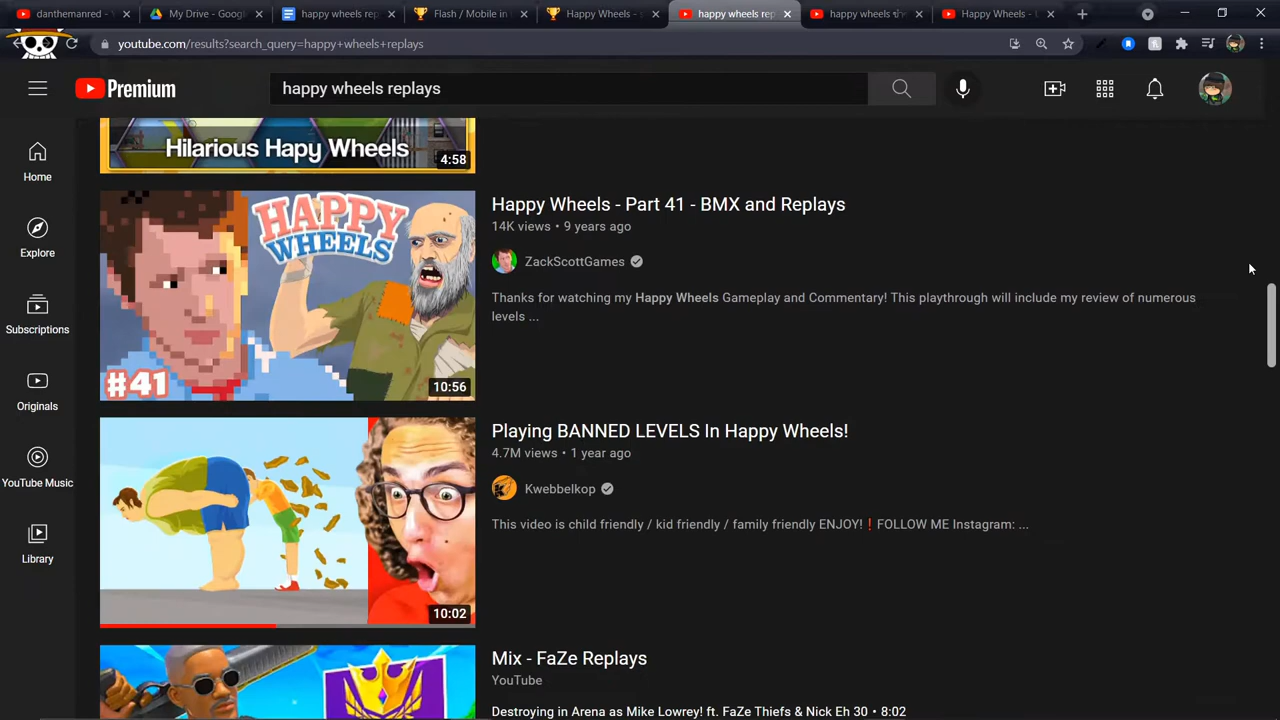 danthemanred - V
My Drive - Goog
happy wheels rep
Flash / Mobile in
Happy Wheels - s
happy wheels rep
happy wheels
Happy Wheels - L
youtube.com/results?search_query=happy+wheels+replays
Premium
happy wheels replays
Home
Explore
Subscriptions
Originals
YouTube Music
Library
Hilarious Hapy Wheels
4:58
HAPPY
WHEELS
#41
10:56
Happy Wheels - Part 41 - BMX and Replays
14K views • 9 years ago
ZackScottGames
Thanks for watching my Happy Wheels Gameplay and Commentary! This playthrough will include my review of numerous
levels ...
10:02
Playing BANNED LEVELS In Happy Wheels!
4.7M views • 1 year ago
Kwebbelkop
This video is child friendly / kid friendly / family friendly ENJOY!❗FOLLOW ME Instagram: ...
Mix - FaZe Replays
YouTube
Destroying in Arena as Mike Lowrey! ft. FaZe Thiefs & Nick Eh 30 • 8:02